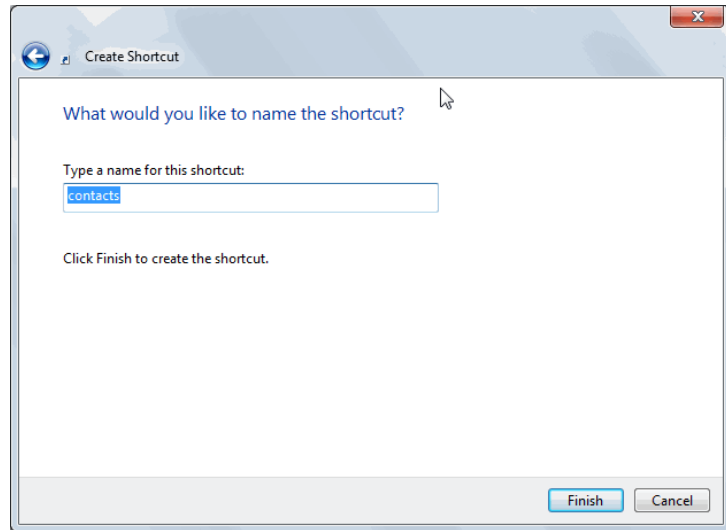 Create Shortcut
What would you like to name the shortcut?
Type a name for this shortcut:
contacts
Click Finish to create the shortcut.
Finish Cancel